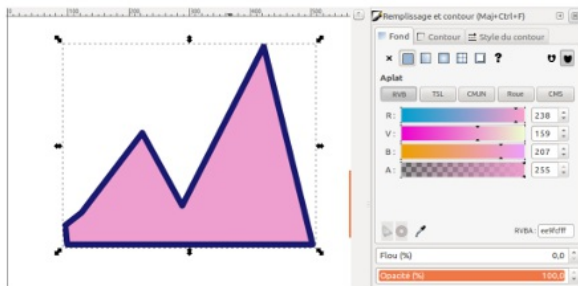 Remplissage et contour (Maj+Ctrl+F)
Fond Contour Style du contour
?
Aplat
RVB TSL CMJN Roue CMS
R : 238
V : 159
B : 207
A : 255
RVBA : ee9fcfff
Flou (%) 0,0
Opacité (%) 100,0